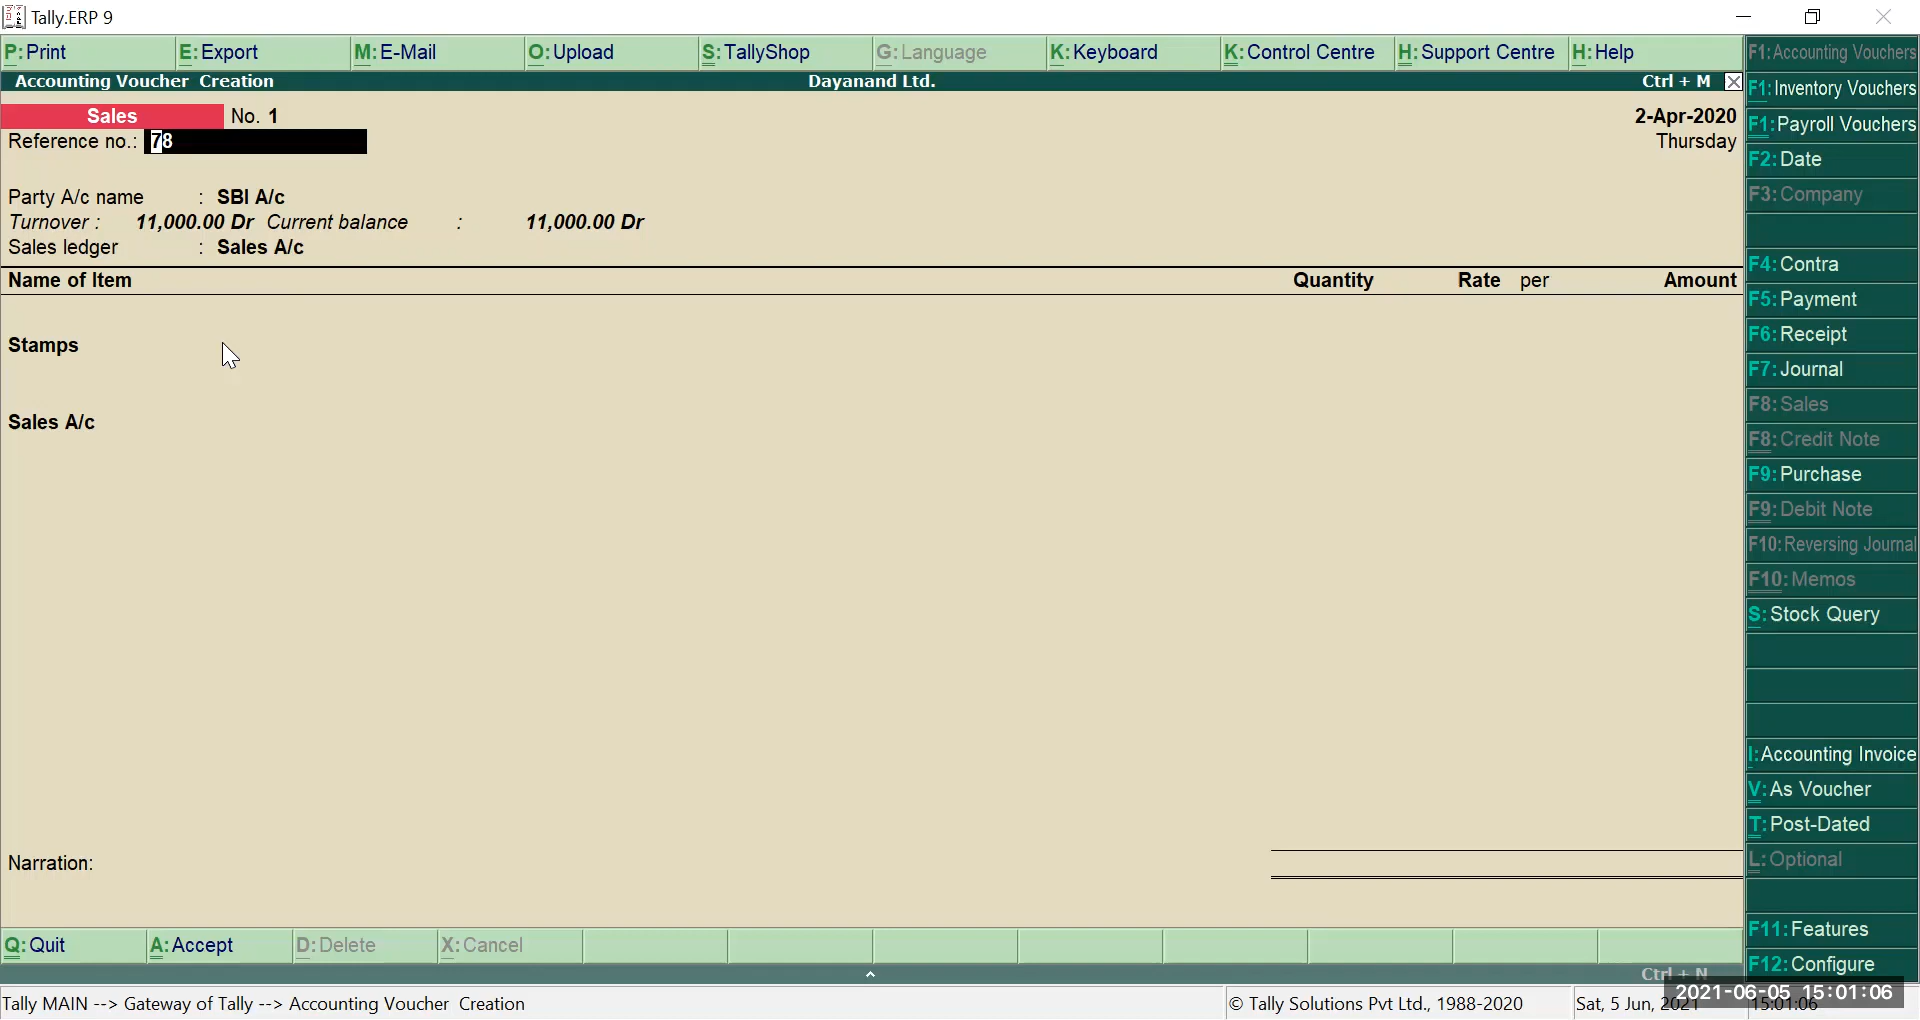 Tally.ERP 9
P: Print E: Export M: E-Mail O: Upload S: TallyShop G: Language K: Keyboard K: Control Centre H: Support Centre H: Help
Accounting Voucher Creation Dayanand Ltd. Ctrl + M
Sales No. 1 2-Apr-2020
Reference no.: 78 Thursday
Party A/c name : SBI A/c
Turnover : 11,000.00 Dr Current balance : 11,000.00 Dr
Sales ledger : Sales A/c
Name of Item Quantity Rate per Amount
Stamps
Sales A/c
Narration:
F1: Accounting Vouchers
F1: Inventory Vouchers
F1: Payroll Vouchers
F2: Date
F3: Company
F4: Contra
F5: Payment
F6: Receipt
F7: Journal
F8: Sales
F8: Credit Note
F9: Purchase
F9: Debit Note
F10: Reversing Journal
F10: Memos
S: Stock Query
I: Accounting Invoice
V: As Voucher
T: Post-Dated
L: Optional
F11: Features
F12: Configure
Q: Quit A: Accept D: Delete X: Cancel
Ctrl + N
2021-06-05 15:01:06
Tally MAIN --> Gateway of Tally --> Accounting Voucher Creation © Tally Solutions Pvt Ltd., 1988-2020 Sat, 5 Jun, 2021 15:01:06